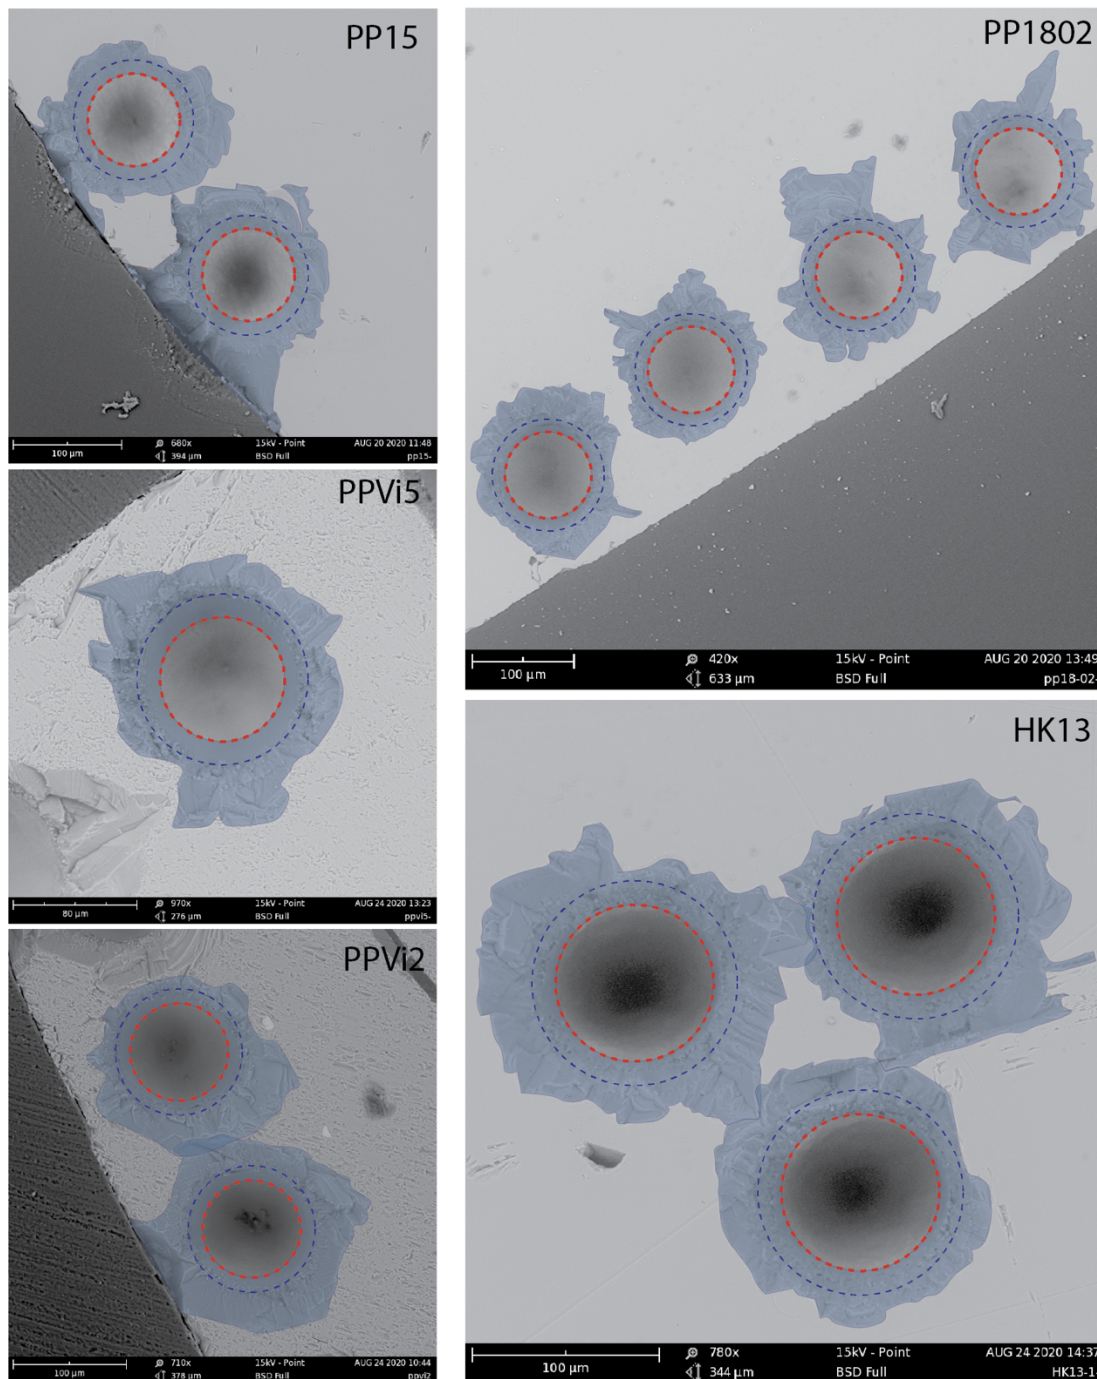 PP15
100 µm
680x
394 µm
15kV - Point
BSD Full
AUG 20 2020 11:48
pp15-
PP1802
100 µm
420x
633 µm
15kV - Point
BSD Full
AUG 20 2020 13:49
pp18-02-
PPVi5
80 µm
970x
276 µm
15kV - Point
BSD Full
AUG 24 2020 13:23
ppvi5-
PPVi2
100 µm
710x
378 µm
15kV - Point
BSD Full
AUG 24 2020 10:44
ppvi2
HK13
100 µm
780x
344 µm
15kV - Point
BSD Full
AUG 24 2020 14:37
HK13-1